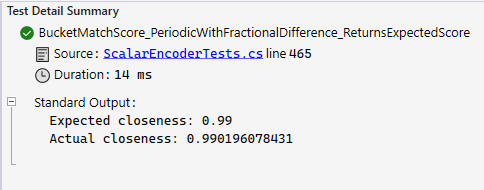 Test Detail Summary
BucketMatchScore_PeriodicWithFractionalDifference_ReturnsExpectedScore
Source: ScalarEncoderTests.cs line 465
Duration: 14 ms
Standard Output:
Expected closeness: 0.99
Actual closeness: 0.990196078431